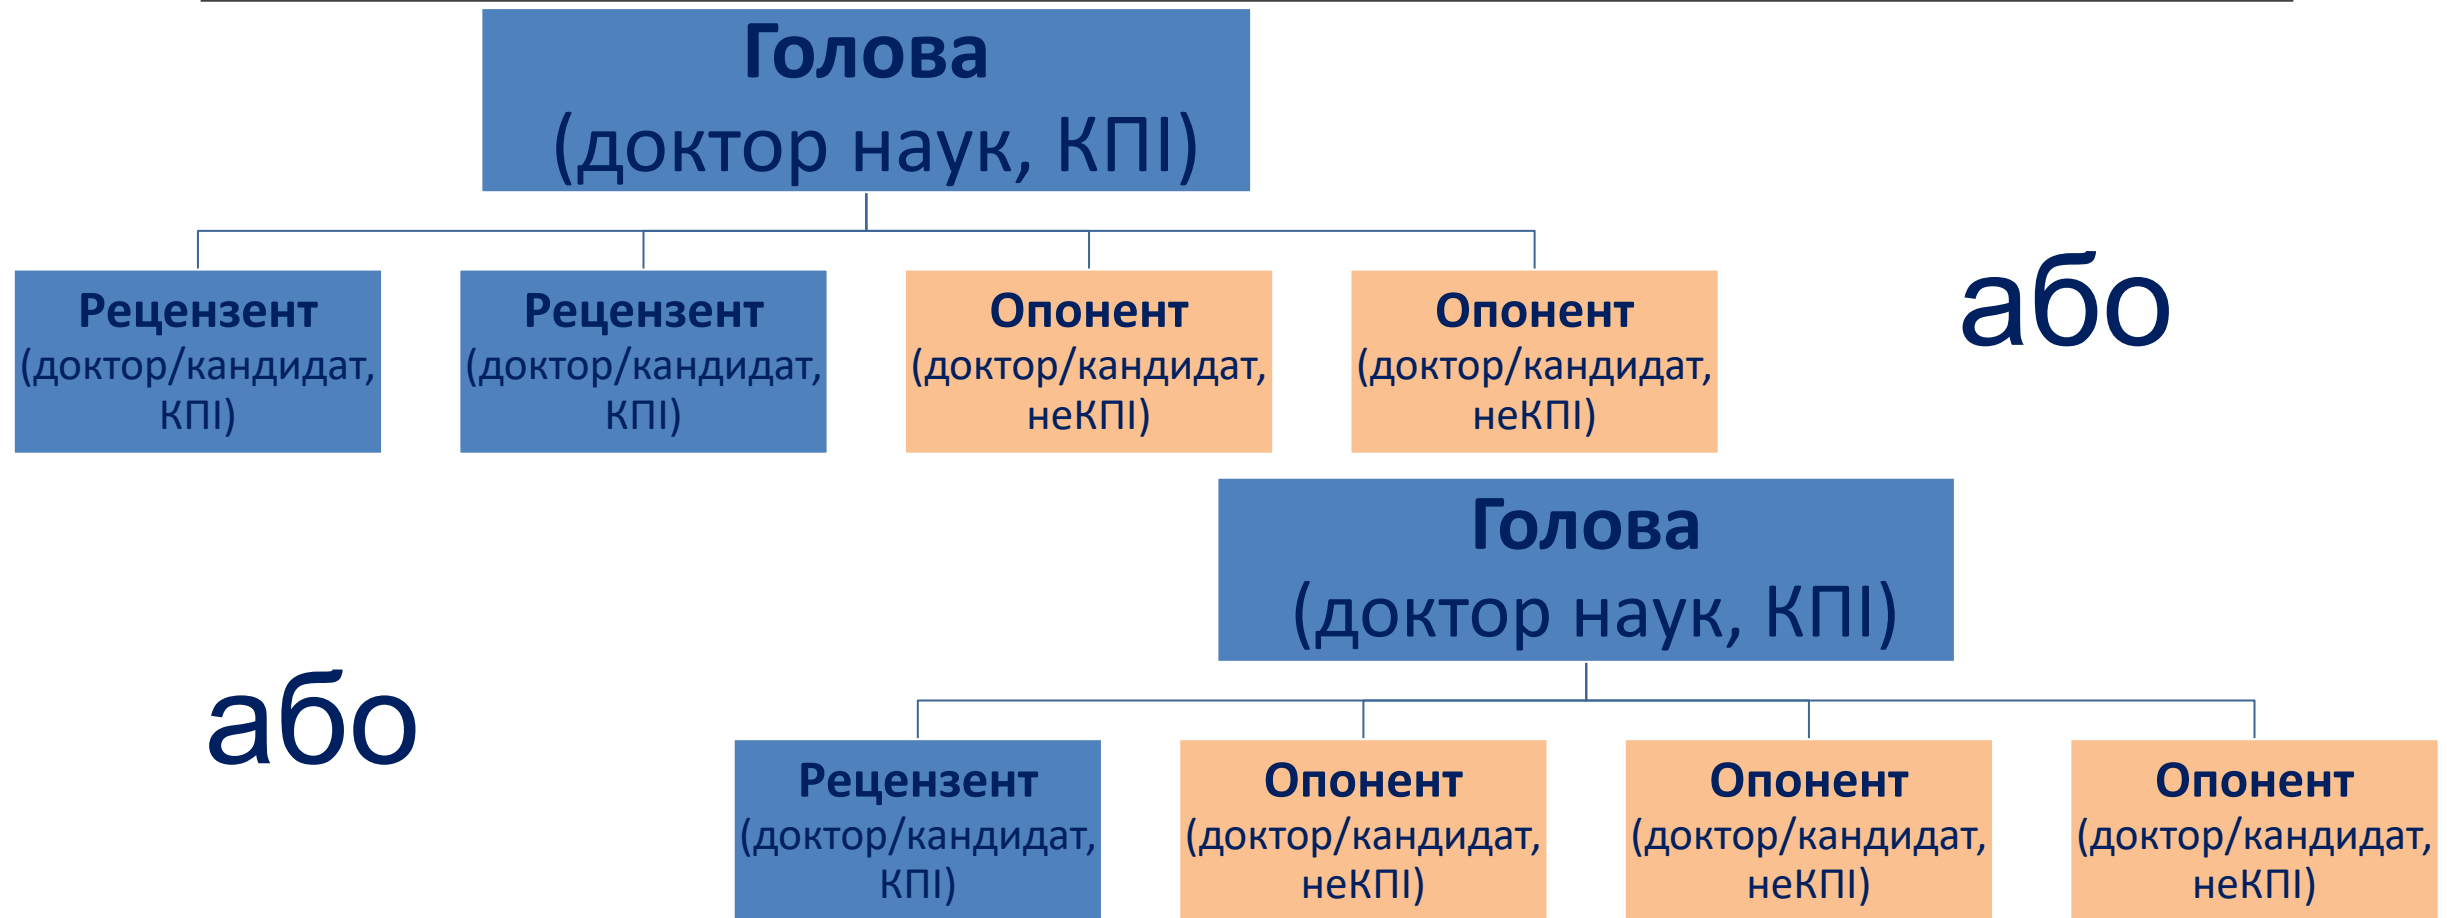 Голова
(доктор наук, КПІ)
Рецензент
(доктор/кандидат,
КПІ)
Рецензент
(доктор/кандидат,
КПІ)
Опонент
(доктор/кандидат,
неКПІ)
Опонент
(доктор/кандидат,
неКПІ)
або
Голова
(доктор наук, КПІ)
або
Рецензент
(доктор/кандидат,
КПІ)
Опонент
(доктор/кандидат,
неКПІ)
Опонент
(доктор/кандидат,
неКПІ)
Опонент
(доктор/кандидат,
неКПІ)